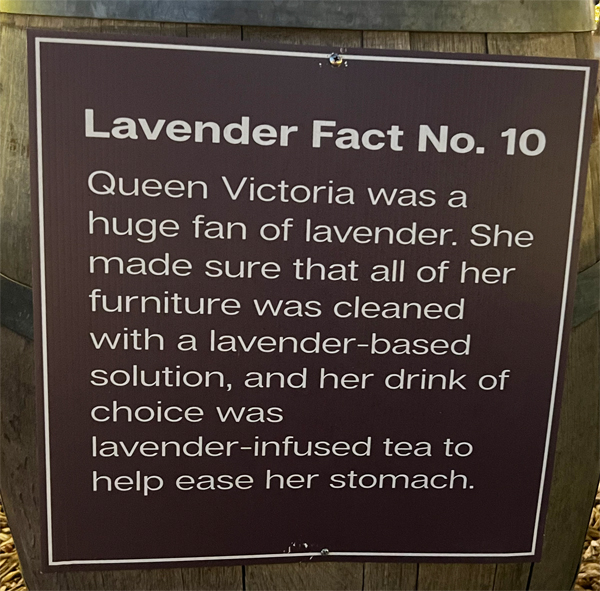 Lavender Fact No. 10
Queen Victoria was a
huge fan of lavender. She
made sure that all of her
furniture was cleaned
with a lavender-based
solution, and her drink of
choice was
lavender-infused tea to
help ease her stomach.